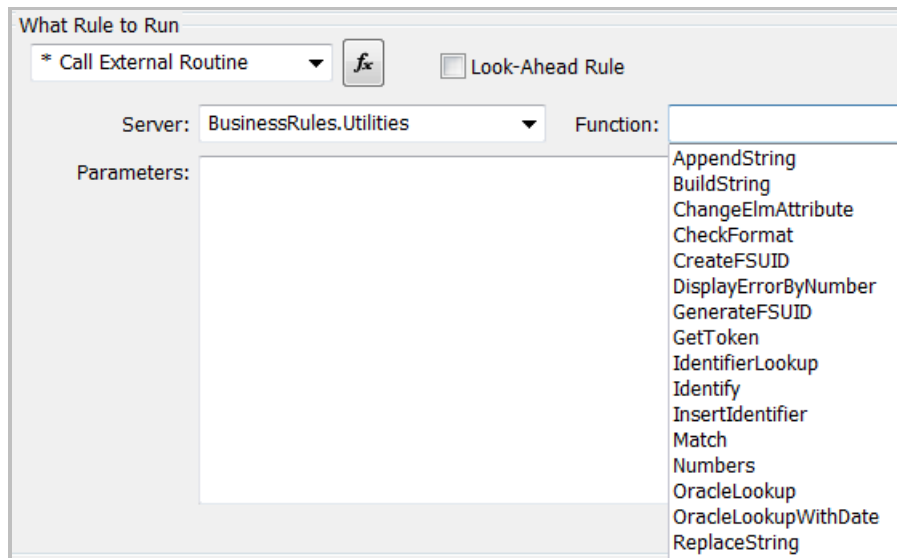 What Rule to Run
* Call External Routine
fx
Look-Ahead Rule
Server: BusinessRules.Utilities
Function:
Parameters:
AppendString
BuildString
ChangeElmAttribute
CheckFormat
CreateFSUID
DisplayErrorByNumber
GenerateFSUID
GetToken
IdentifierLookup
Identify
InsertIdentifier
Match
Numbers
OracleLookup
OracleLookupWithDate
ReplaceString